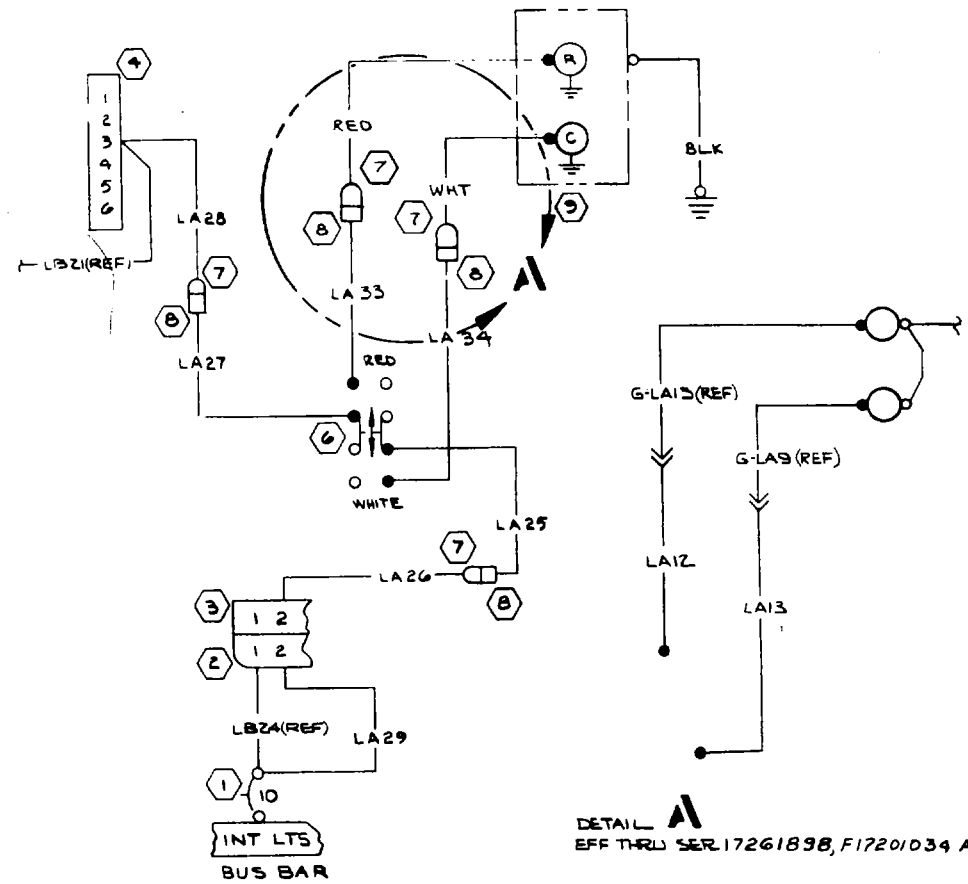 4
1
2
3
4
5
6
LA28
LB21(REF)
7
8
LA27
RED
7
8
LA33
WHT
7
8
LA34
R
C
9
BLK
A
RED
6
WHITE
LA25
7
LA26
8
3
1 2
2
1 2
LB24(REF)
LA29
1
10
INT LTS
BUS BAR
G-LA13(REF)
G-LA9(REF)
LA12
LA13
DETAIL A
EFF THRU SER 17261898, F17201034 A